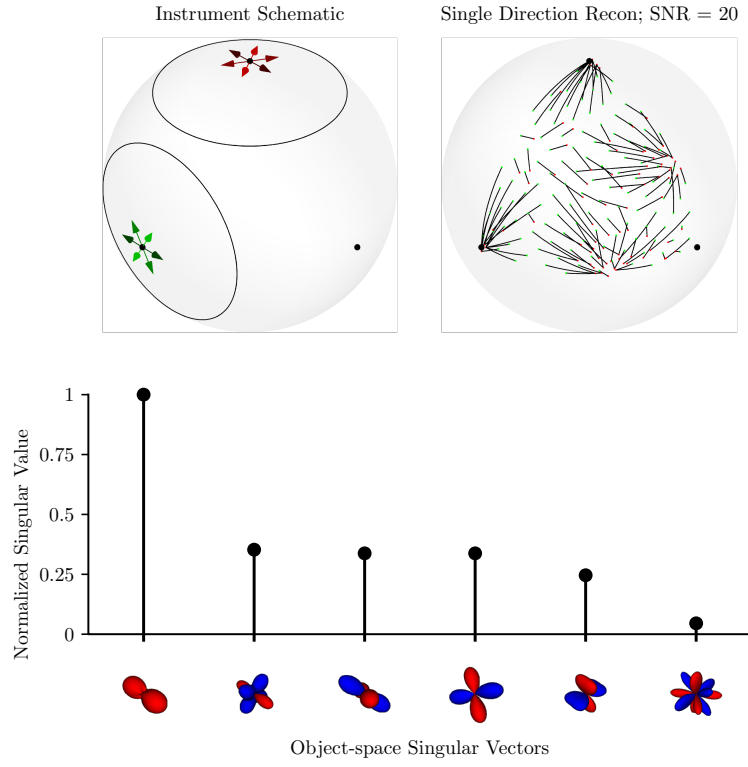 Instrument Schematic
Single Direction Recon; SNR = 20
Normalized Singular Value
1
0.75
0.5
0.25
0
Object-space Singular Vectors